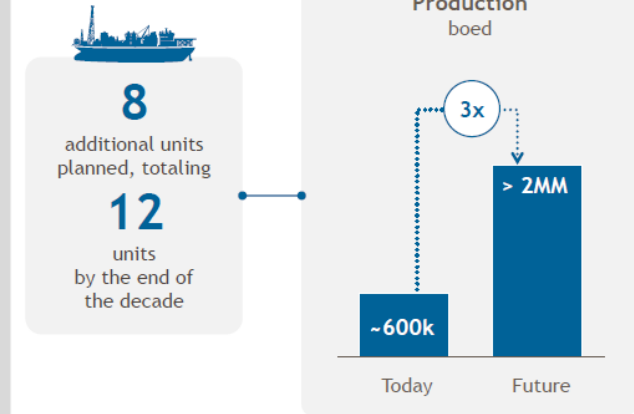 8
additional units
planned, totaling
12
units
by the end of
the decade
Production
boed
3x
> 2MM
~600k
Today
Future